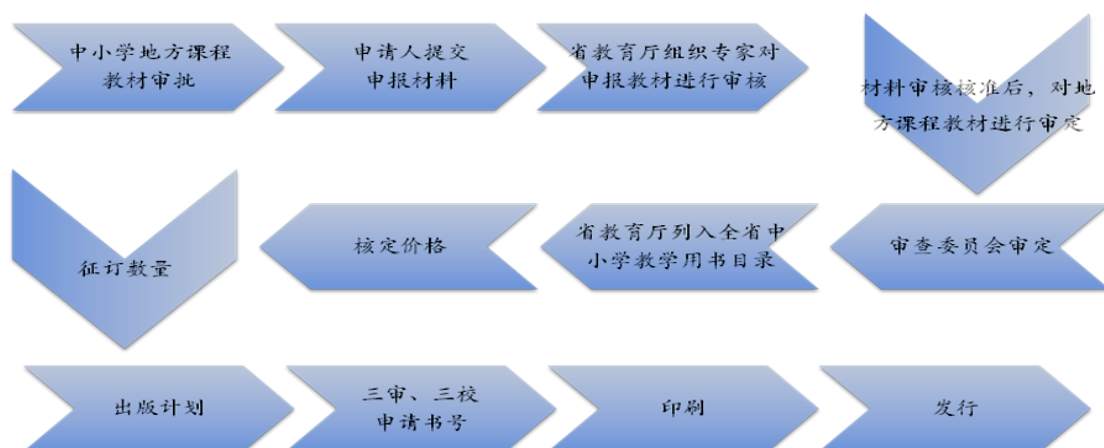 中小学地方课程
教材审批
申请人提交
申报材料
省教育厅组织专家对
申报教材进行审核
材料审核核准后，对地
方课程教材进行审定
审查委员会审定
省教育厅列入全省中
小学教学用书目录
核定价格
征订数量
出版计划
三审、三校
申请书号
印刷
发行